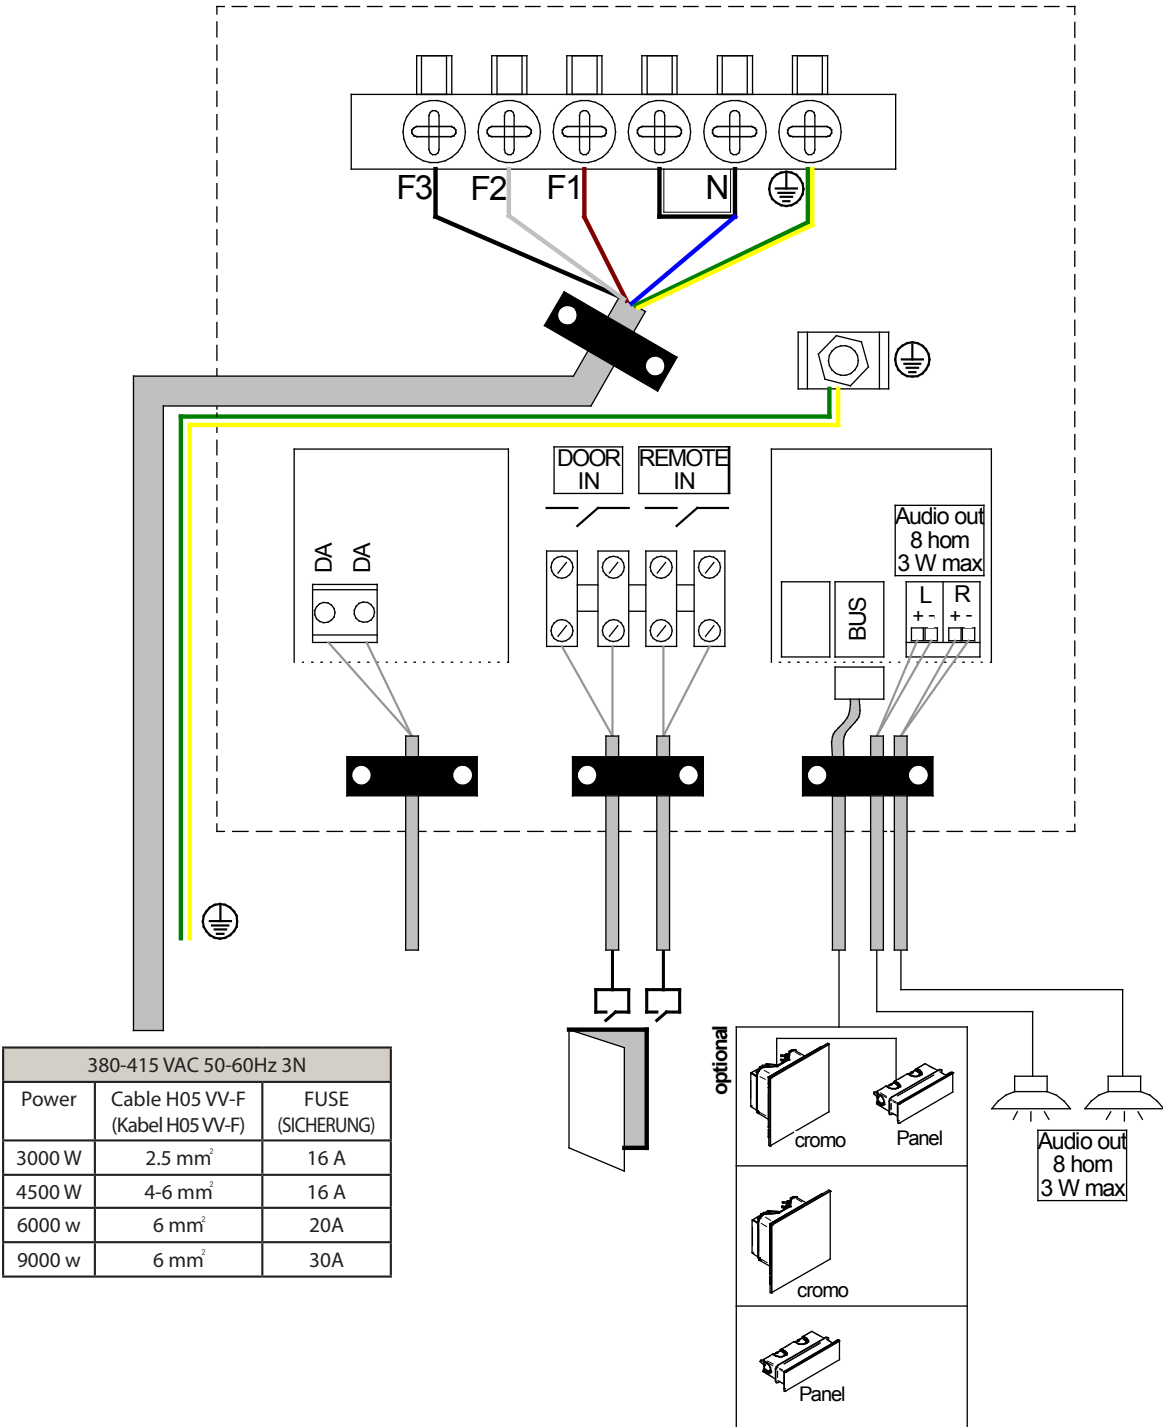 F3 F2 F1 N
DOOR
IN
REMOTE
IN
DA DA
Audio out
8 hom
3 W max
L R
+ - + -
BUS
380-415 VAC 50-60Hz 3N
Power Cable H05 VV-F FUSE
(Kabel H05 VV-F) (SICHERUNG)
3000 W 2.5 mm² 16 A
4500 W 4-6 mm² 16 A
6000 w 6 mm² 20A
9000 w 6 mm² 30A
optional
cromo Panel
Audio out
8 hom
3 W max
cromo
Panel